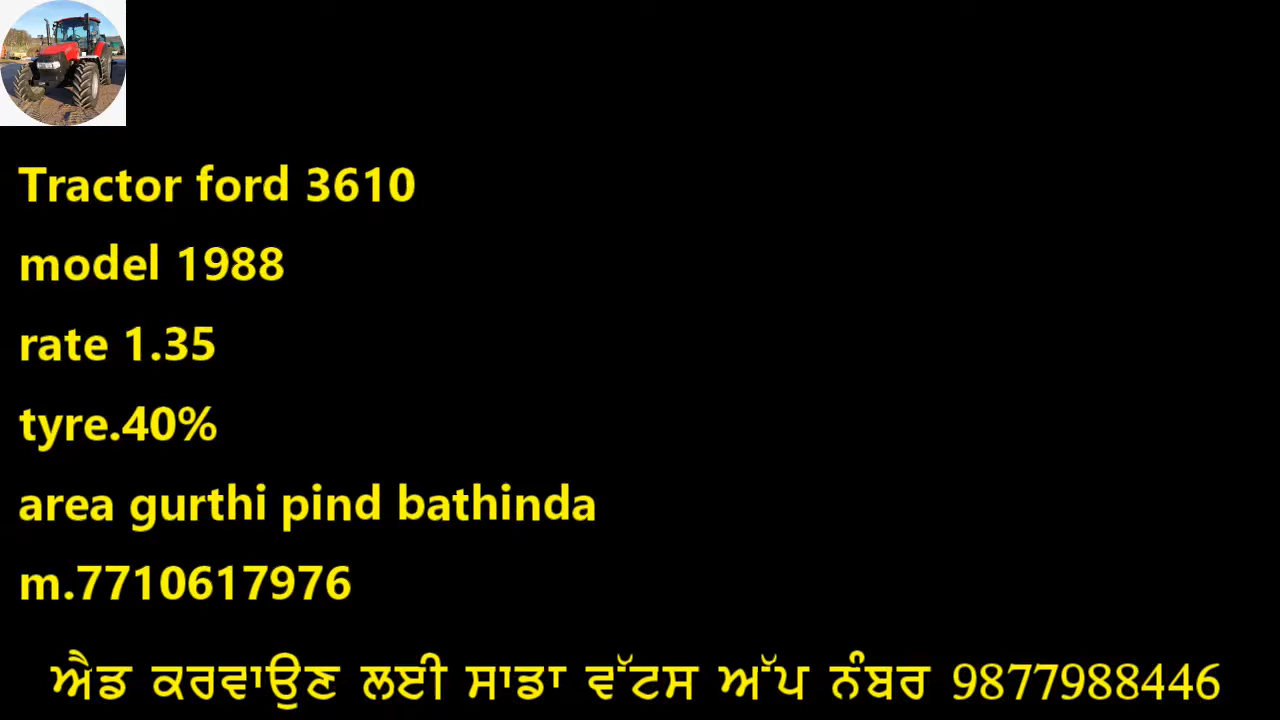 Tractor ford 3610
model 1988
rate 1.35
tyre.40%
area gurthi pind bathinda
m.7710617976
ਐਡ ਕਰਵਾਉਣ ਲਈ ਸਾਡਾ ਵੱਟਸ ਅੱਪ ਨੰਬਰ 9877988446